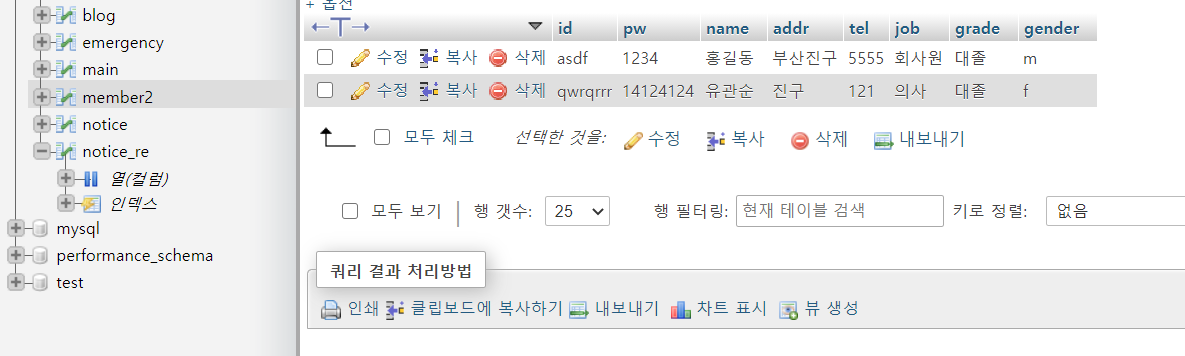 + 옵션
blog
emergency
main
member2
notice
notice_re
열(컬럼)
인덱스
mysql
performance_schema
test
←T→ id pw name addr tel job grade gender
수정 복사 삭제 asdf 1234 홍길동 부산진구 5555 회사원 대졸 m
수정 복사 삭제 qwrqrrr 14124124 유관순 진구 121 의사 대졸 f
모두 체크 선택한 것을: 수정 복사 삭제 내보내기
모두 보기 | 행 갯수: 25 행 필터링: 현재 테이블 검색 키로 정렬: 없음
쿼리 결과 처리방법
인쇄 클립보드에 복사하기 내보내기 차트 표시 뷰 생성